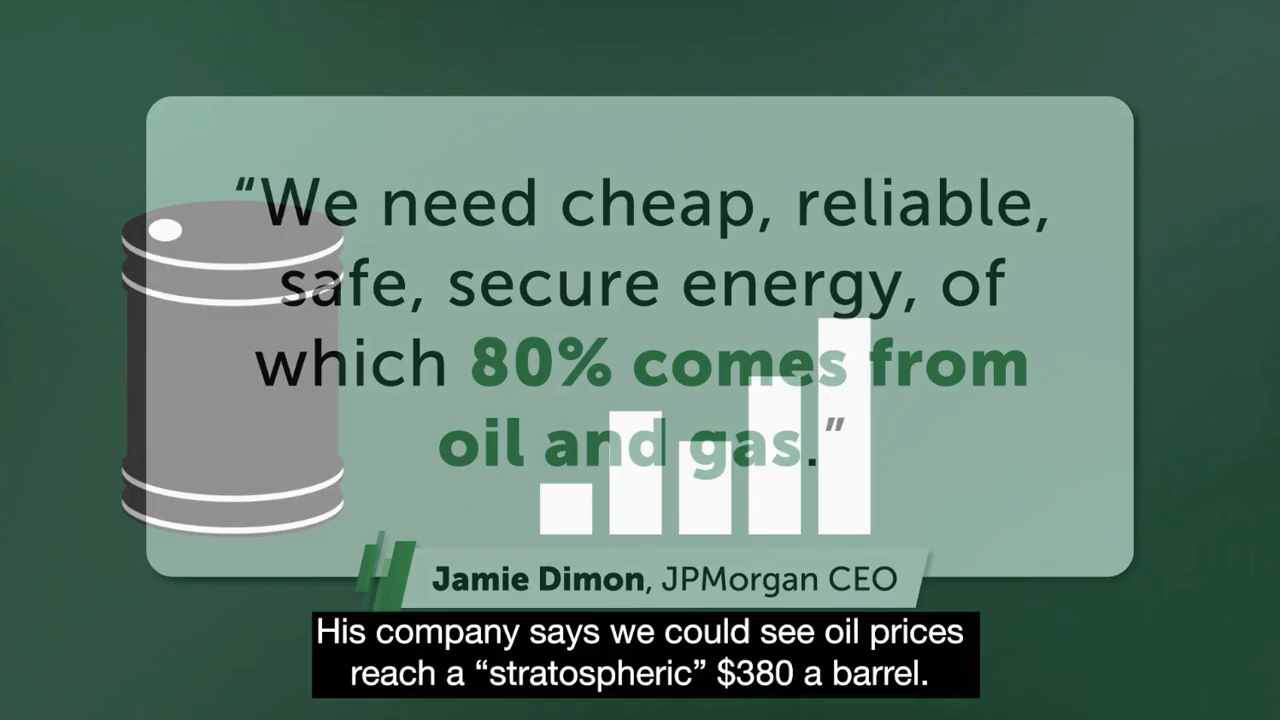 “We need cheap, reliable,
safe, secure energy, of
which 80% comes from
oil and gas.”
Jamie Dimon, JPMorgan CEO
His company says we could see oil prices
reach a “stratospheric” $380 a barrel.